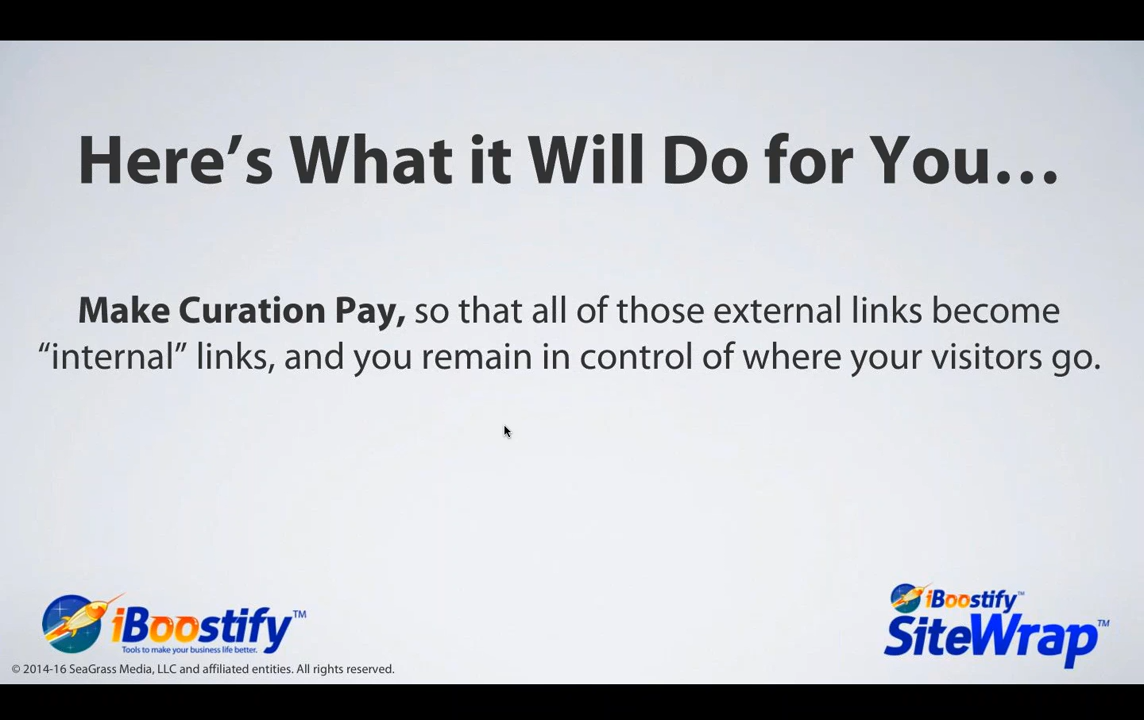 Here’s What it Will Do for You…
Make Curation Pay, so that all of those external links become
“internal” links, and you remain in control of where your visitors go.
iBoostify™
Tools to make your business life better.
© 2014-16 SeaGrass Media, LLC and affiliated entities. All rights reserved.
iBoostify™
SiteWrap™